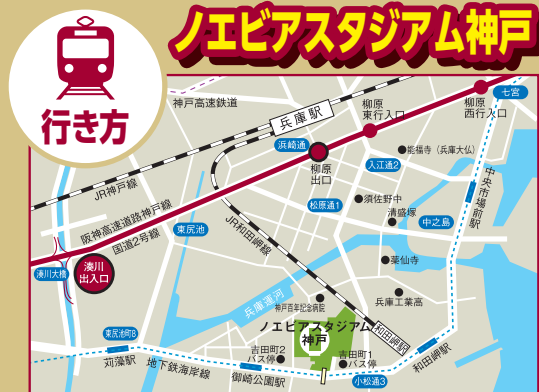 ノエビアスタジアム神戸
行き方
七宮
神戸高速鉄道
兵庫駅
柳原
東行入口
柳原
西行入口
浜崎通
能福寺（兵庫大仏）
入江通2
柳原
出口
中央市場前駅
JR神戸線
須佐野中
松原通1
清盛塚
中之島
阪神高速道路神戸線
国道2号線
東尻池
JR和田岬線
薬仙寺
湊川大橋
湊川
出入口
兵庫運河
兵庫工業高
神戸百年記念病院
ノエビアスタジアム
神戸
和田岬駅
東尻池町8
吉田町2
バス停
吉田町1
バス停
和田岬駅
苅藻駅
地下鉄海岸線
御崎公園駅
小松通3